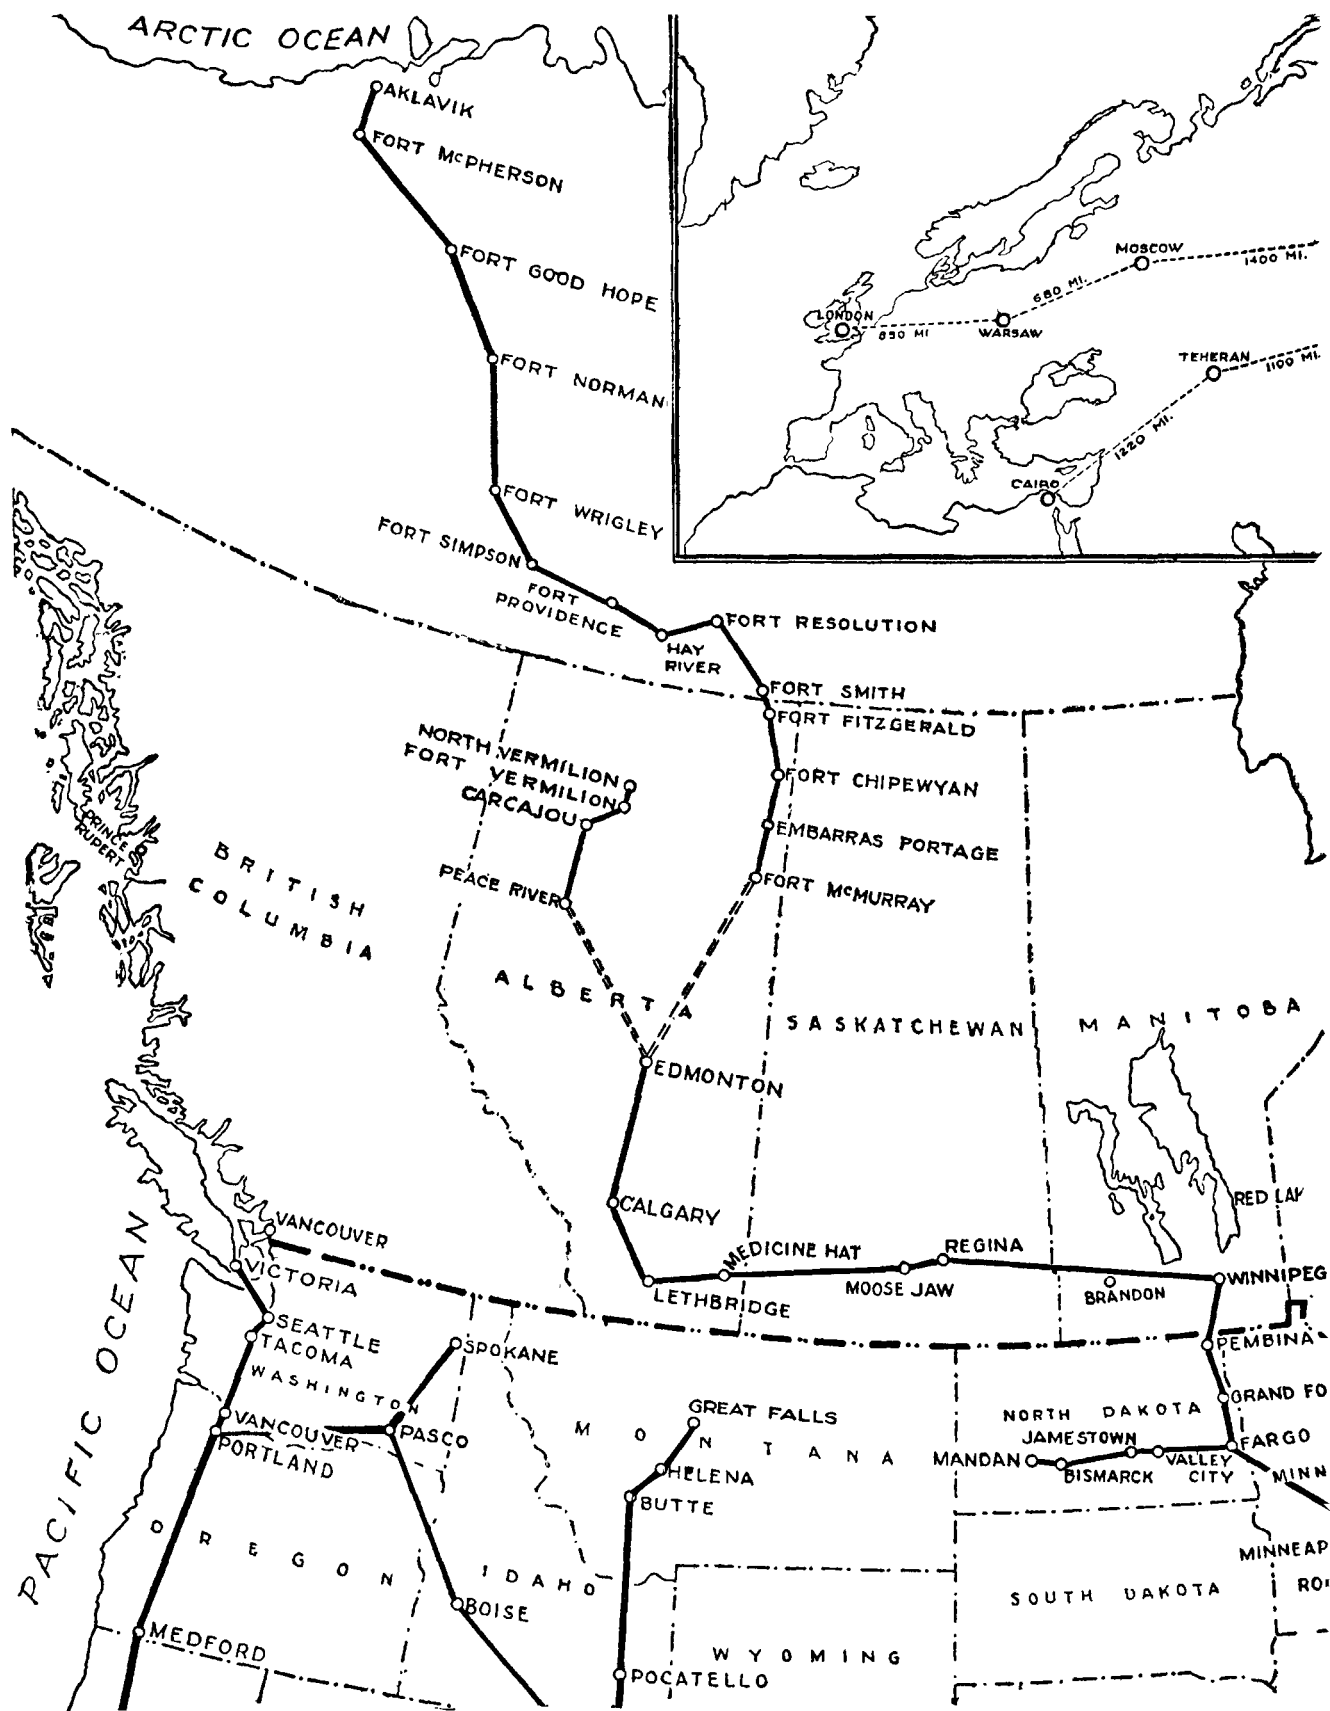 ARCTIC OCEAN
AKLAVIK
FORT McPHERSON
FORT GOOD HOPE
FORT NORMAN
FORT WRIGLEY
FORT SIMPSON
FORT
PROVIDENCE
HAY
RIVER
FORT RESOLUTION
FORT SMITH
FORT FITZGERALD
FORT CHIPEWYAN
EMBARRAS PORTAGE
FORT McMURRAY
MOSCOW
1400 MI.
680 MI.
LONDON
850 MI
WARSAW
TEHERAN
1100 MI.
1220 MI.
CAIRO
NORTH VERMILION
FORT VERMILION
CARCAJOU
PEACE RIVER
PRINCE
RUPERT
BRITISH
COLUMBIA
ALBERTA
SASKATCHEWAN
MANITOBA
EDMONTON
CALGARY
RED LAK
VANCOUVER
VICTORIA
MEDICINE HAT
REGINA
MOOSE JAW
LETHBRIDGE
BRANDON
WINNIPEG
PACIFIC OCEAN
SEATTLE
TACOMA
SPOKANE
WASHINGTON
PEMBINA
VANCOUVER
PORTLAND
PASCO
GREAT FALLS
MONTANA
HELENA
BUTTE
NORTH DAKOTA
GRAND FO
JAMESTOWN
FARGO
MANDAN
BISMARCK
VALLEY
CITY
MINN
OREGON
IDAHO
BOISE
MINNEAP
SOUTH DAKOTA
MEDFORD
WYOMING
POCATELLO